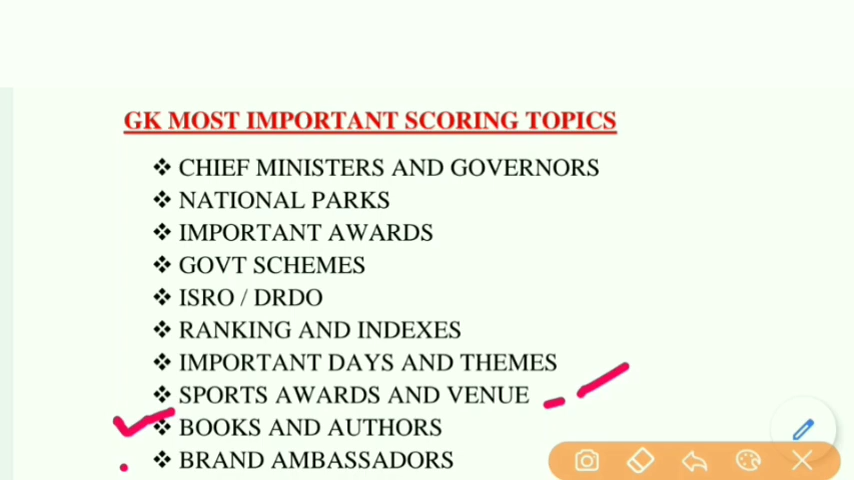 GK MOST IMPORTANT SCORING TOPICS
❖ CHIEF MINISTERS AND GOVERNORS
❖ NATIONAL PARKS
❖ IMPORTANT AWARDS
❖ GOVT SCHEMES
❖ ISRO / DRDO
❖ RANKING AND INDEXES
❖ IMPORTANT DAYS AND THEMES
❖ SPORTS AWARDS AND VENUE
❖ BOOKS AND AUTHORS
❖ BRAND AMBASSADORS